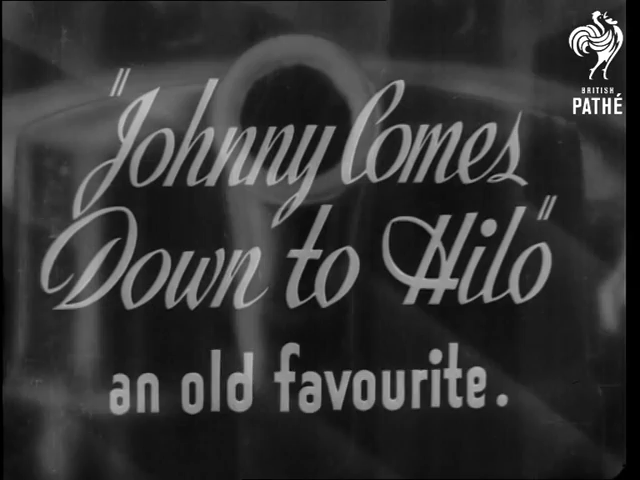 BRITISH
PATHÉ
"Johnny Comes
Down to Hilo"
an old favourite.